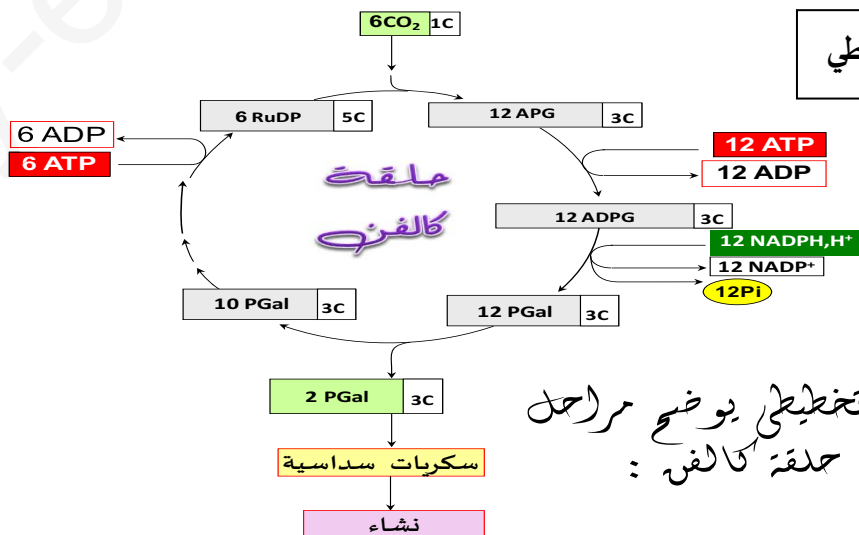 6CO₂ 1C
طي
6 RuDP 5C
12 APG 3C
6 ADP
6 ATP
12 ATP
12 ADP
حلقة
كالفن
12 ADPG 3C
12 NADPH,H⁺
12 NADP⁺
12Pi
10 PGal 3C
12 PGal 3C
2 PGal 3C
تخطيطي يوضح مراحل
حلقة كالفن :
سكريات سداسية
نشاء